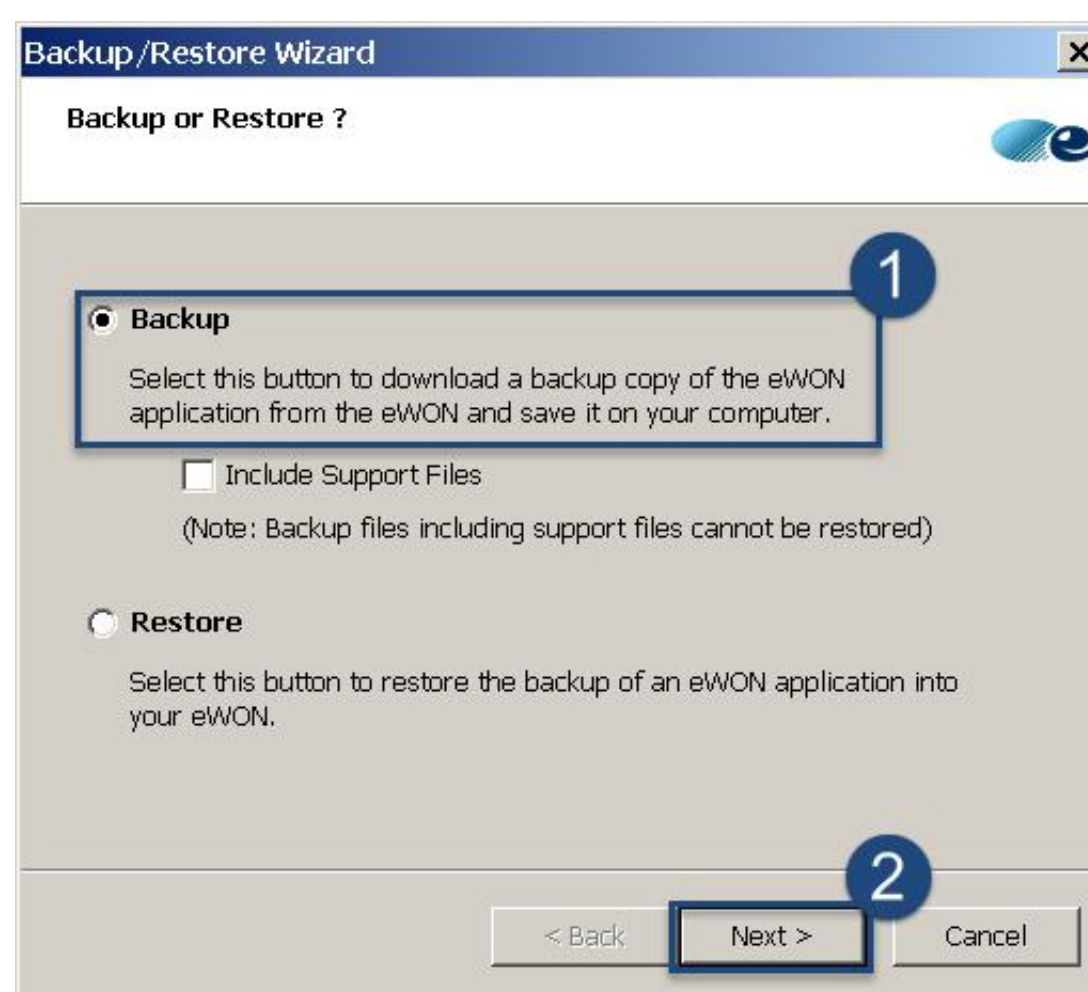 Backup/Restore Wizard
Backup or Restore ?
e
1
Backup
Select this button to download a backup copy of the eWON
application from the eWON and save it on your computer.
Include Support Files
(Note: Backup files including support files cannot be restored)
Restore
Select this button to restore the backup of an eWON application into
your eWON.
2
< Back
Next >
Cancel